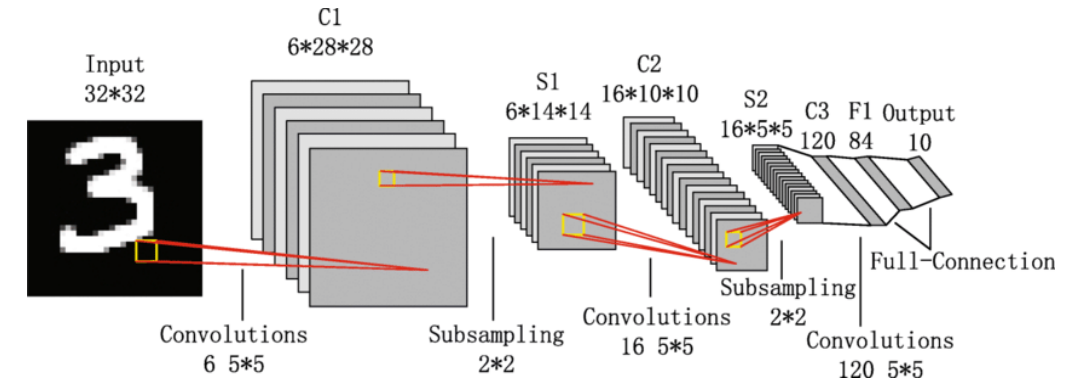 Input
32*32
C1
6*28*28
S1
6*14*14
C2
16*10*10
S2
16*5*5
C3
120
F1
84
Output
10
Convolutions
6 5*5
Subsampling
2*2
Convolutions
16 5*5
Subsampling
2*2
Convolutions
120 5*5
Full-Connection
3